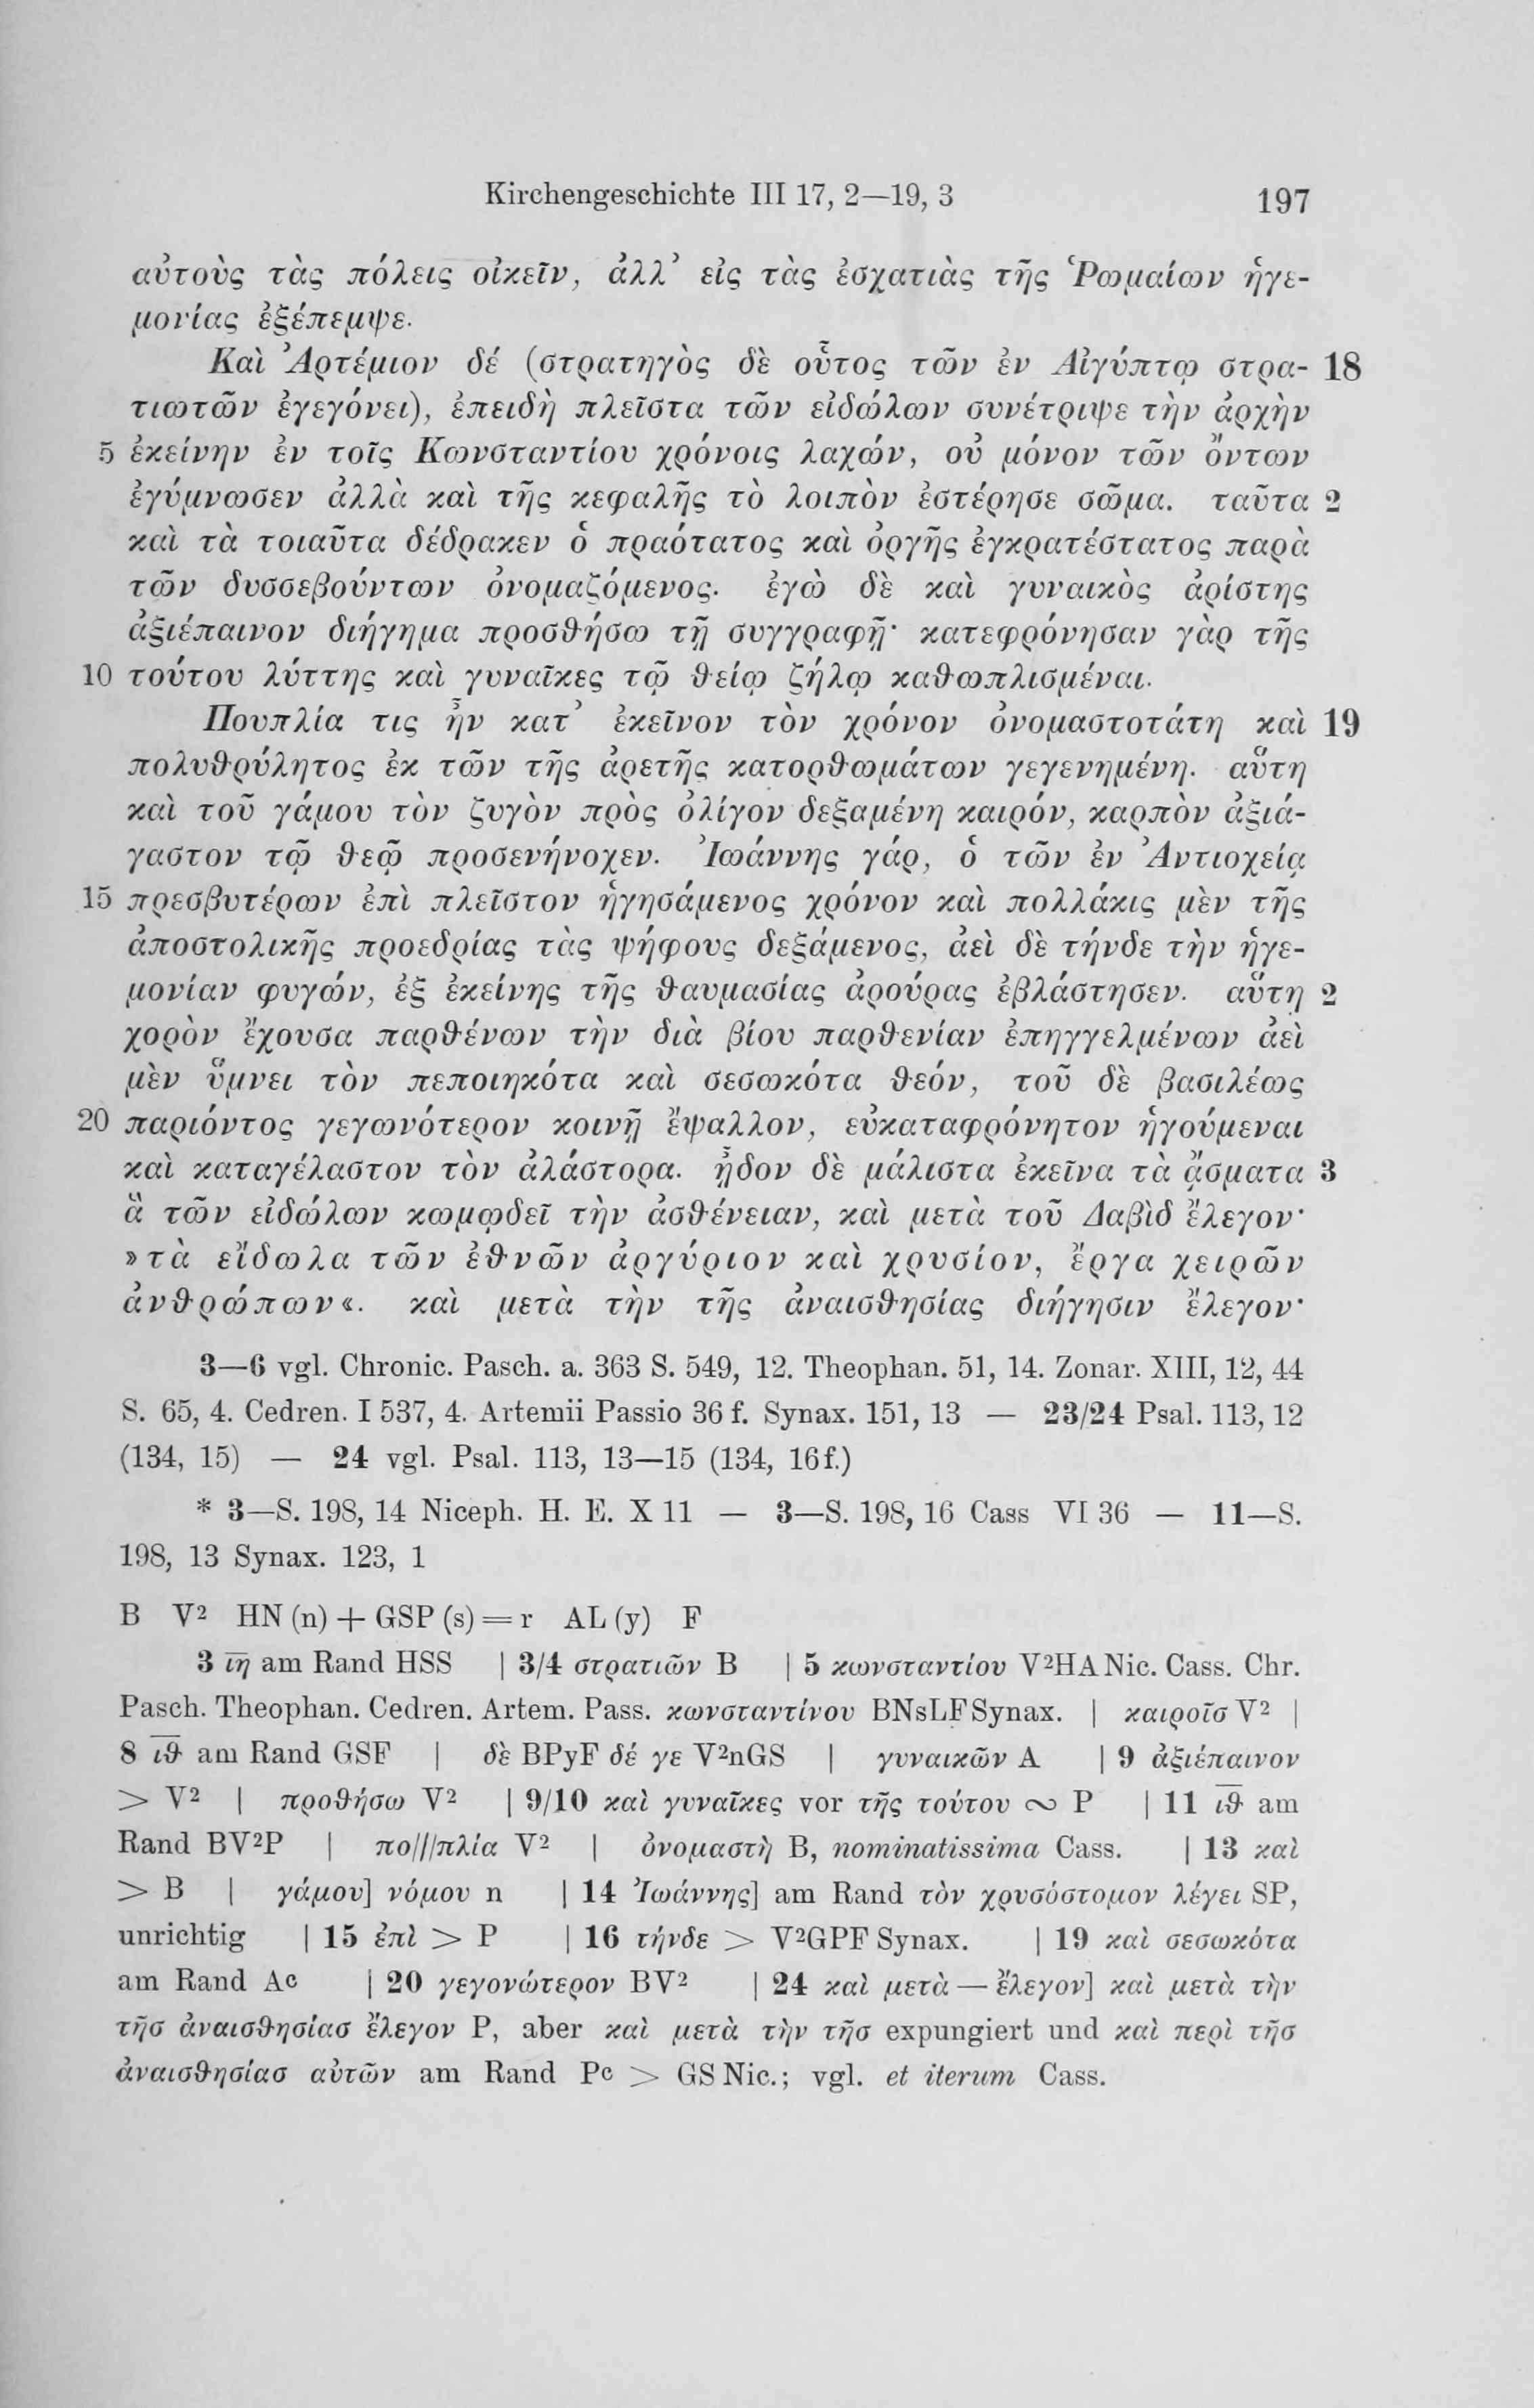 Kirchengeschichte III 17, 2—19, 3 197
αὐτοὺς τὰς πόλεις οἰκεῖν, ἀλλ’ εἰς τὰς ἐσχατιὰς τῆς Ῥωμαίων ἡγε-
μονίας ἐξέπεμψε.
Καὶ Ἀρτέμιον δέ (στρατηγὸς δὲ οὗτος τῶν ἐν Αἰγύπτῳ στρα- 18
τιωτῶν ἐγεγόνει), ἐπειδὴ πλεῖστα τῶν εἰδώλων συνέτριψε τὴν ἀρχὴν
5 ἐκείνην ἐν τοῖς Κωνσταντίου χρόνοις λαχών, οὐ μόνον τῶν ὄντων
ἐγύμνωσεν ἀλλὰ καὶ τῆς κεφαλῆς τὸ λοιπὸν ἐστέρησε σῶμα. ταῦτα 2
καὶ τὰ τοιαῦτα δέδρακεν ὁ πραότατος καὶ ὀργῆς ἐγκρατέστατος παρὰ
τῶν δυσσεβούντων ὀνομαζόμενος. ἐγὼ δὲ καὶ γυναικὸς ἀρίστης
ἀξιέπαινον διήγημα προσθήσω τῇ συγγραφῇ· κατεφρόνησαν γὰρ τῆς
10 τούτου λύττης καὶ γυναῖκες τῷ θείῳ ζήλῳ καθωπλισμέναι.
Πουπλία τις ἦν κατ’ ἐκεῖνον τὸν χρόνον ὀνομαστοτάτη καὶ 19
πολυθρύλητος ἐκ τῶν τῆς ἀρετῆς κατορθωμάτων γεγενημένη. αὕτη
καὶ τοῦ γάμου τὸν ζυγὸν πρὸς ὀλίγον δεξαμένη καιρόν, καρπὸν ἀξιά-
γαστον τῷ θεῷ προσενήνοχεν. Ἰωάννης γάρ, ὁ τῶν ἐν Ἀντιοχείᾳ
15 πρεσβυτέρων ἐπὶ πλεῖστον ἡγησάμενος χρόνον καὶ πολλάκις μὲν τῆς
ἀποστολικῆς προεδρίας τὰς ψήφους δεξάμενος, ἀεὶ δὲ τήνδε τὴν ἡγε-
μονίαν φυγών, ἐξ ἐκείνης τῆς θαυμασίας ἀρούρας ἐβλάστησεν. αὕτη 2
χορὸν ἔχουσα παρθένων τὴν διὰ βίου παρθενίαν ἐπηγγελμένων ἀεὶ
μὲν ὕμνει τὸν πεποιηκότα καὶ σεσωκότα θεόν, τοῦ δὲ βασιλέως
20 παριόντος γεγωνότερον κοινῇ ἔψαλλον, εὐκαταφρόνητον ἡγούμεναι
καὶ καταγέλαστον τὸν ἀλάστορα. ᾖδον δὲ μάλιστα ἐκεῖνα τὰ ᾄσματα 3
ἃ τῶν εἰδώλων κωμῳδεῖ τὴν ἀσθένειαν, καὶ μετὰ τοῦ Δαβὶδ ἔλεγον·
»τὰ εἴδωλα τῶν ἐθνῶν ἀργύριον καὶ χρυσίον, ἔργα χειρῶν
ἀνθρώπων«. καὶ μετὰ τὴν τῆς ἀναισθησίας διήγησιν ἔλεγον·
3—6 vgl. Chronic. Pasch. a. 363 S. 549, 12. Theophan. 51, 14. Zonar. XIII, 12, 44
S. 65, 4. Cedren. I 537, 4. Artemii Passio 36 f. Synax. 151, 13 — 23/24 Psal. 113, 12
(134, 15) — 24 vgl. Psal. 113, 13—15 (134, 16 f.)
* 3—S. 198, 14 Niceph. H. E. X 11 — 3—S. 198, 16 Cass VI 36 — 11—S.
198, 13 Synax. 123, 1
B V² HN (n) + GSP (s) = r AL (y) F
3 ιη̅ am Rand HSS | 3/4 στρατιῶν B | 5 κωνσταντίου V²HA Nic. Cass. Chr.
Pasch. Theophan. Cedren. Artem. Pass. κωνσταντίνου BNsLF Synax. | καιροῖσ V² |
8 ιθ̅ am Rand GSF | δὲ BPyF δέ γε V²nGS | γυναικῶν A | 9 ἀξιέπαινον
> V² | προθήσω V² | 9/10 καὶ γυναῖκες vor τῆς τούτου ∾ P | 11 ιθ̅ am
Rand BV²P | πο///πλία V² | ὀνομαστὴ B, nominatissima Cass. | 13 καὶ
> B | γάμου] νόμου n | 14 Ἰωάννης] am Rand τὸν χρυσόστομον λέγει SP,
unrichtig | 15 ἐπὶ > P | 16 τήνδε > V²GPF Synax. | 19 καὶ σεσωκότα
am Rand Aᶜ | 20 γεγονώτερον BV² | 24 καὶ μετὰ — ἔλεγον] καὶ μετὰ τὴν
τῆσ ἀναισθησίασ ἔλεγον P, aber καὶ μετὰ τὴν τῆσ expungiert und καὶ περὶ τῆσ
ἀναισθησίασ αὐτῶν am Rand Pᶜ > GS Nic.; vgl. et iterum Cass.